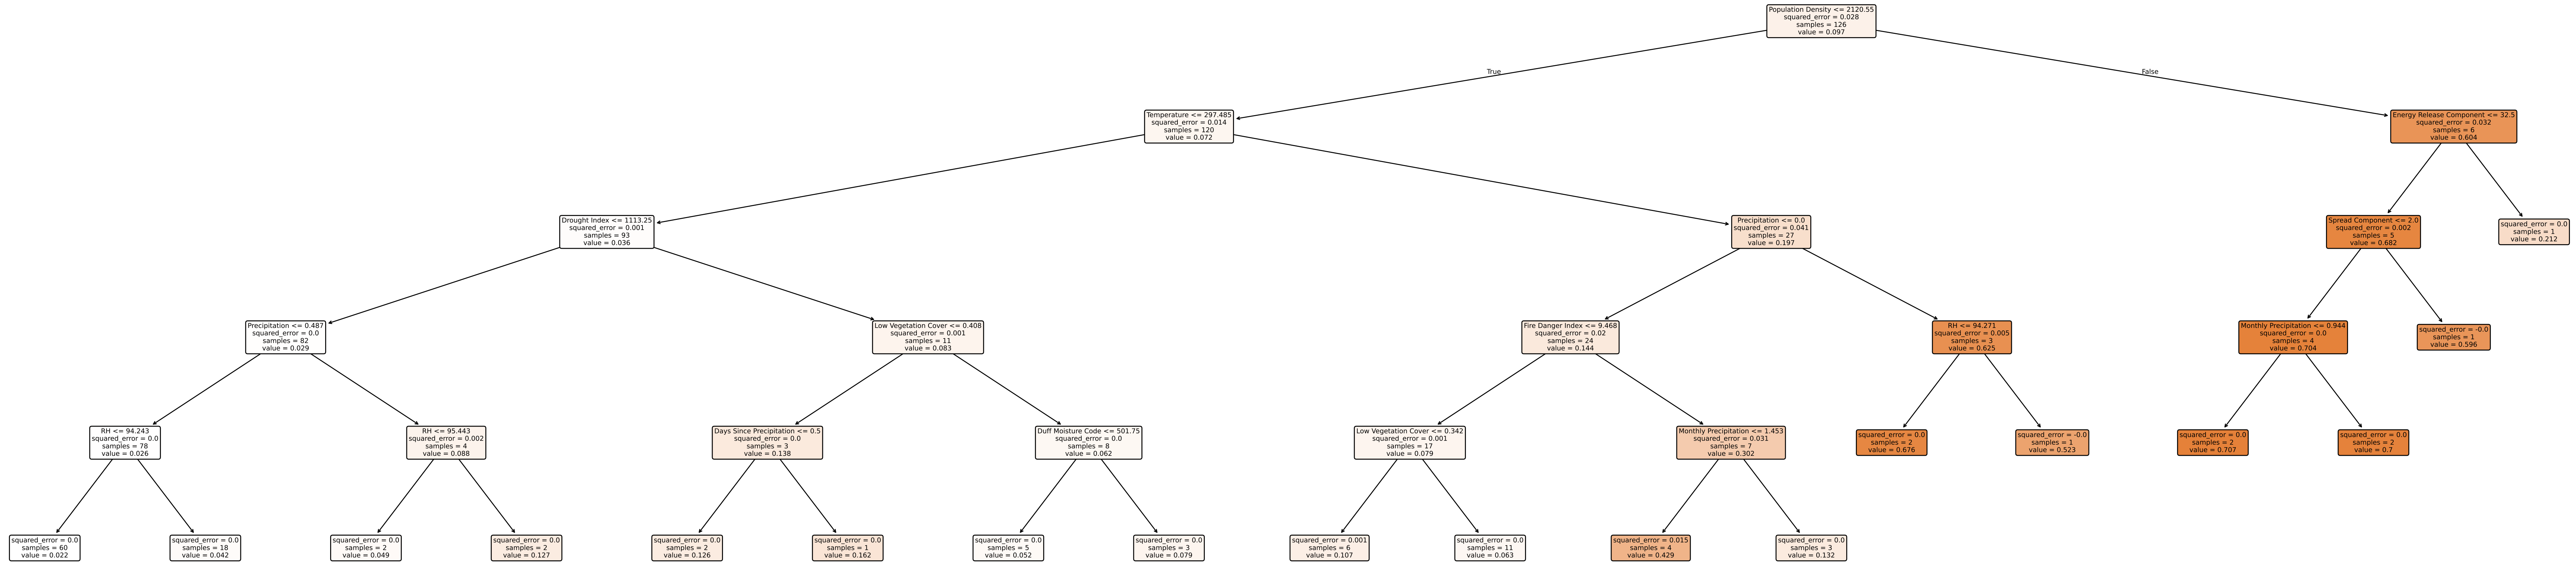 Population Density <= 2120.55
squared_error = 0.028
samples = 126
value = 0.097
True
False
Temperature <= 297.485
squared_error = 0.014
samples = 120
value = 0.072
Energy Release Component <= 32.5
squared_error = 0.032
samples = 6
value = 0.604
Drought Index <= 1113.25
squared_error = 0.001
samples = 93
value = 0.036
Precipitation <= 0.0
squared_error = 0.041
samples = 27
value = 0.197
Spread Component <= 2.0
squared_error = 0.002
samples = 5
value = 0.682
squared_error = 0.0
samples = 1
value = 0.212
Precipitation <= 0.487
squared_error = 0.0
samples = 82
value = 0.029
Low Vegetation Cover <= 0.408
squared_error = 0.001
samples = 11
value = 0.083
Fire Danger Index <= 9.468
squared_error = 0.02
samples = 24
value = 0.144
RH <= 94.271
squared_error = 0.005
samples = 3
value = 0.625
Monthly Precipitation <= 0.944
squared_error = 0.0
samples = 4
value = 0.704
squared_error = -0.0
samples = 1
value = 0.596
RH <= 94.243
squared_error = 0.0
samples = 78
value = 0.026
RH <= 95.443
squared_error = 0.002
samples = 4
value = 0.088
Days Since Precipitation <= 0.5
squared_error = 0.0
samples = 3
value = 0.138
Duff Moisture Code <= 501.75
squared_error = 0.0
samples = 8
value = 0.062
Low Vegetation Cover <= 0.342
squared_error = 0.001
samples = 17
value = 0.079
Monthly Precipitation <= 1.453
squared_error = 0.031
samples = 7
value = 0.302
squared_error = 0.0
samples = 2
value = 0.676
squared_error = -0.0
samples = 1
value = 0.523
squared_error = 0.0
samples = 2
value = 0.707
squared_error = 0.0
samples = 2
value = 0.7
squared_error = 0.0
samples = 60
value = 0.022
squared_error = 0.0
samples = 18
value = 0.042
squared_error = 0.0
samples = 2
value = 0.049
squared_error = 0.0
samples = 2
value = 0.127
squared_error = 0.0
samples = 2
value = 0.126
squared_error = 0.0
samples = 1
value = 0.162
squared_error = 0.0
samples = 5
value = 0.052
squared_error = 0.0
samples = 3
value = 0.079
squared_error = 0.001
samples = 6
value = 0.107
squared_error = 0.0
samples = 11
value = 0.063
squared_error = 0.015
samples = 4
value = 0.429
squared_error = 0.0
samples = 3
value = 0.132